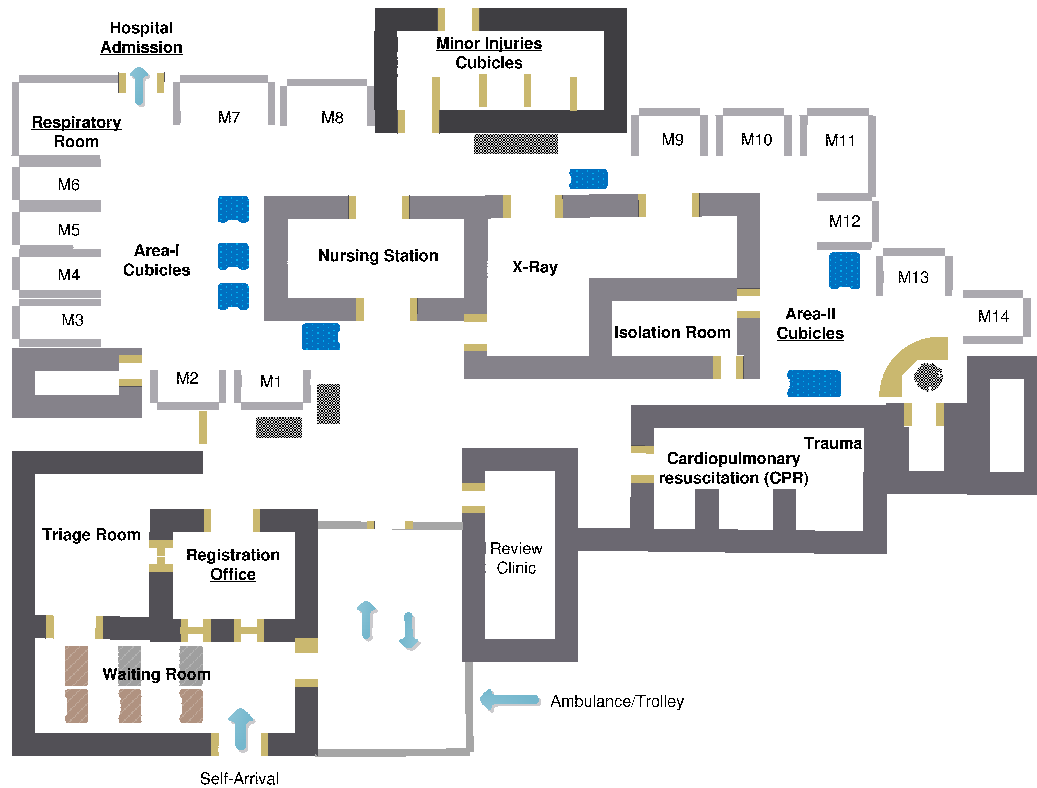 Hospital
Admission
Minor Injuries
Cubicles
M7
M8
Respiratory
Room
M9
M10
M11
M6
M5
M12
Area-I
Cubicles
Nursing Station
X-Ray
M4
M13
M3
Isolation Room
Area-II
Cubicles
M14
M2
M1
Trauma
Cardiopulmonary
resuscitation (CPR)
Triage Room
Registration
Office
Review
Clinic
Waiting Room
Ambulance/Trolley
Self-Arrival